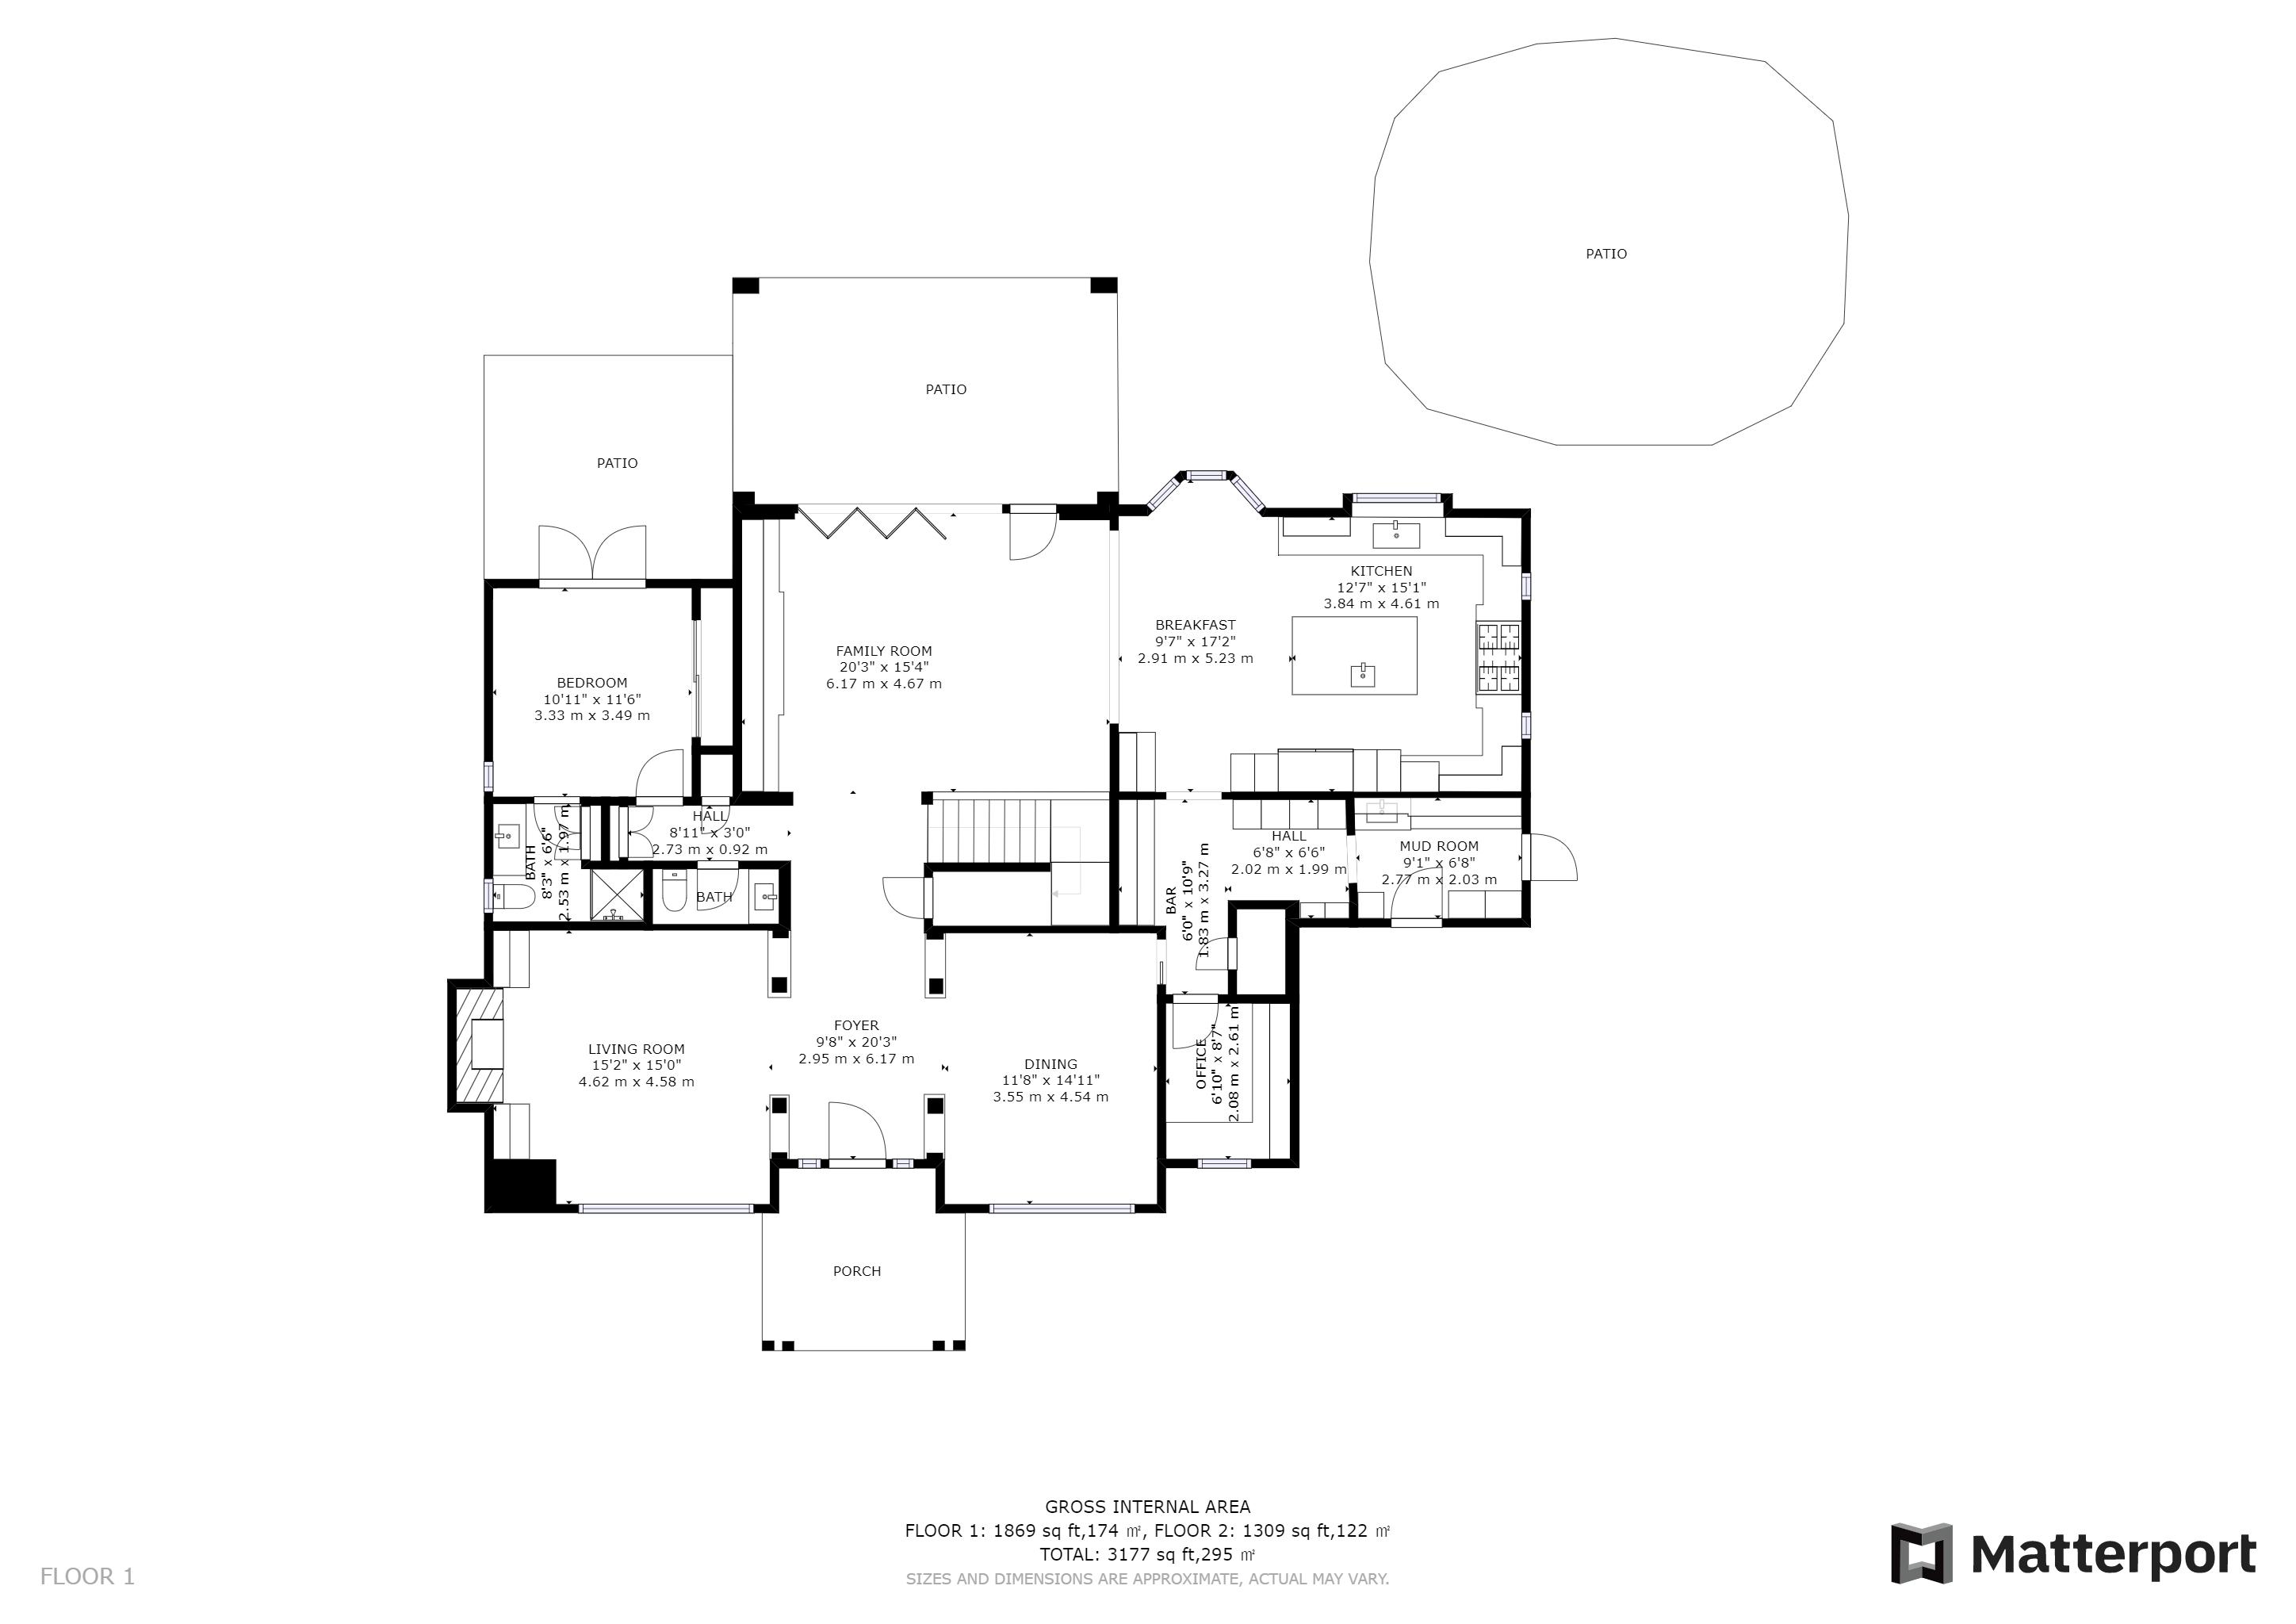 PATIO
PATIO
PATIO
KITCHEN
12'7" x 15'1"
3.84 m x 4.61 m
BREAKFAST
9'7" x 17'2"
2.91 m x 5.23 m
FAMILY ROOM
20'3" x 15'4"
6.17 m x 4.67 m
BEDROOM
10'11" x 11'6"
3.33 m x 3.49 m
HALL
8'11" x 3'0"
2.73 m x 0.92 m
BATH
8'3" x 6'6"
2.53 m x 1.97 m
BATH
HALL
6'8" x 6'6"
2.02 m x 1.99 m
MUD ROOM
9'1" x 6'8"
2.77 m x 2.03 m
BAR
6'0" x 10'9"
1.83 m x 3.27 m
FOYER
9'8" x 20'3"
2.95 m x 6.17 m
LIVING ROOM
15'2" x 15'0"
4.62 m x 4.58 m
DINING
11'8" x 14'11"
3.55 m x 4.54 m
OFFICE
6'10" x 8'7"
2.08 m x 2.61 m
PORCH
GROSS INTERNAL AREA
FLOOR 1: 1869 sq ft,174 ㎡, FLOOR 2: 1309 sq ft,122 ㎡
TOTAL: 3177 sq ft,295 ㎡
SIZES AND DIMENSIONS ARE APPROXIMATE, ACTUAL MAY VARY.
FLOOR 1
Matterport